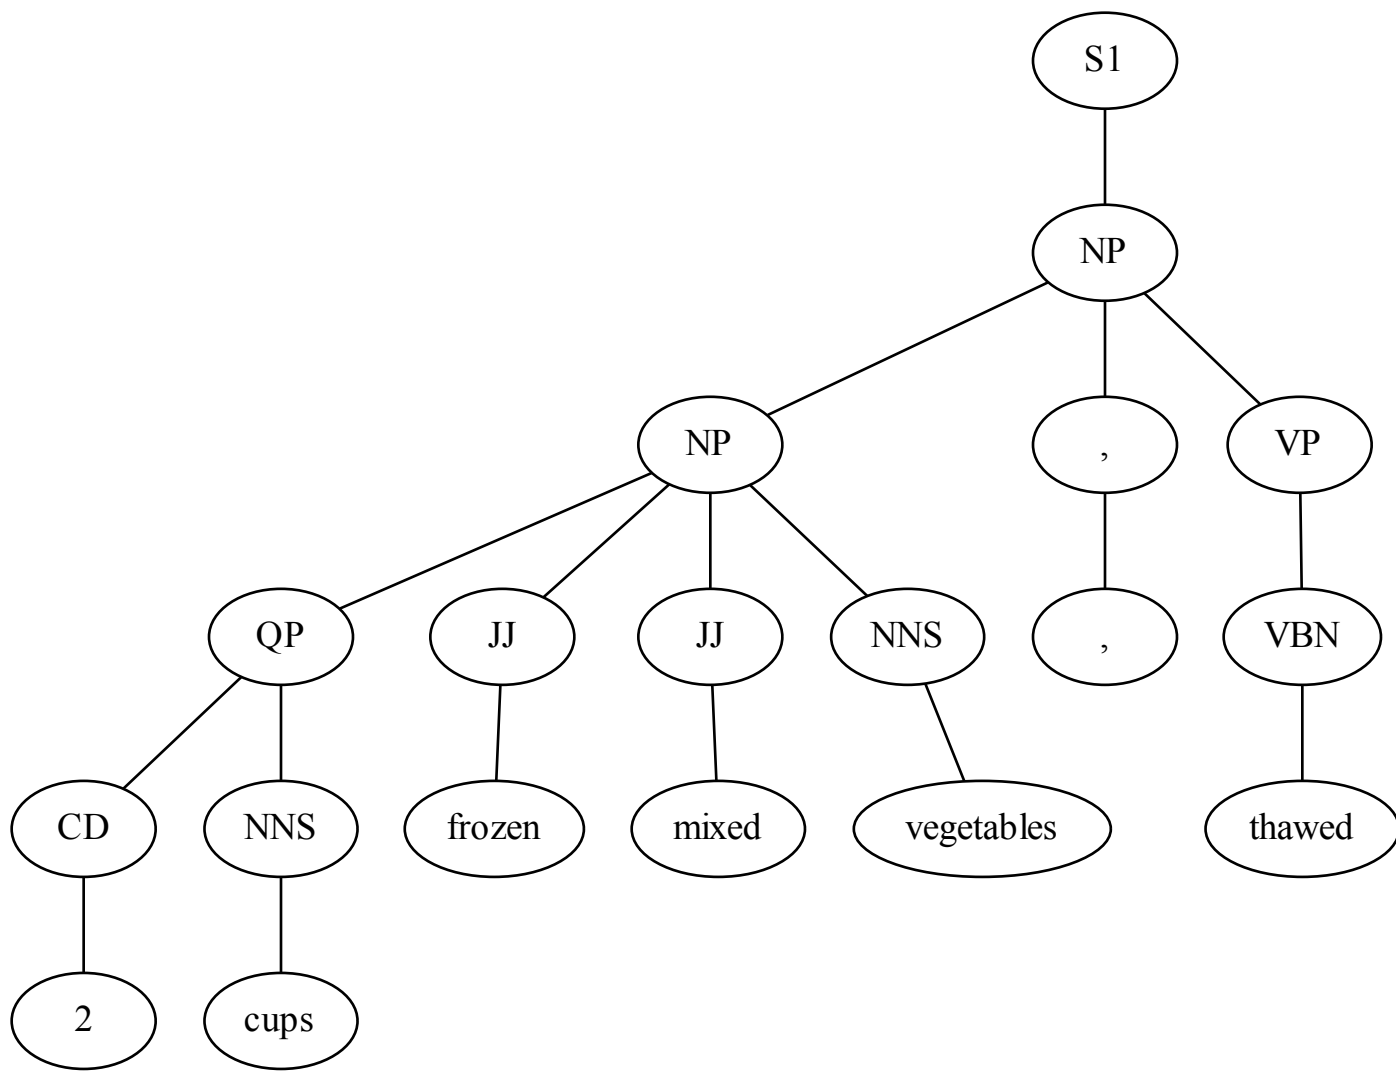 S1
NP
NP , VP
QP JJ JJ NNS , VBN
CD NNS frozen mixed vegetables thawed
2 cups